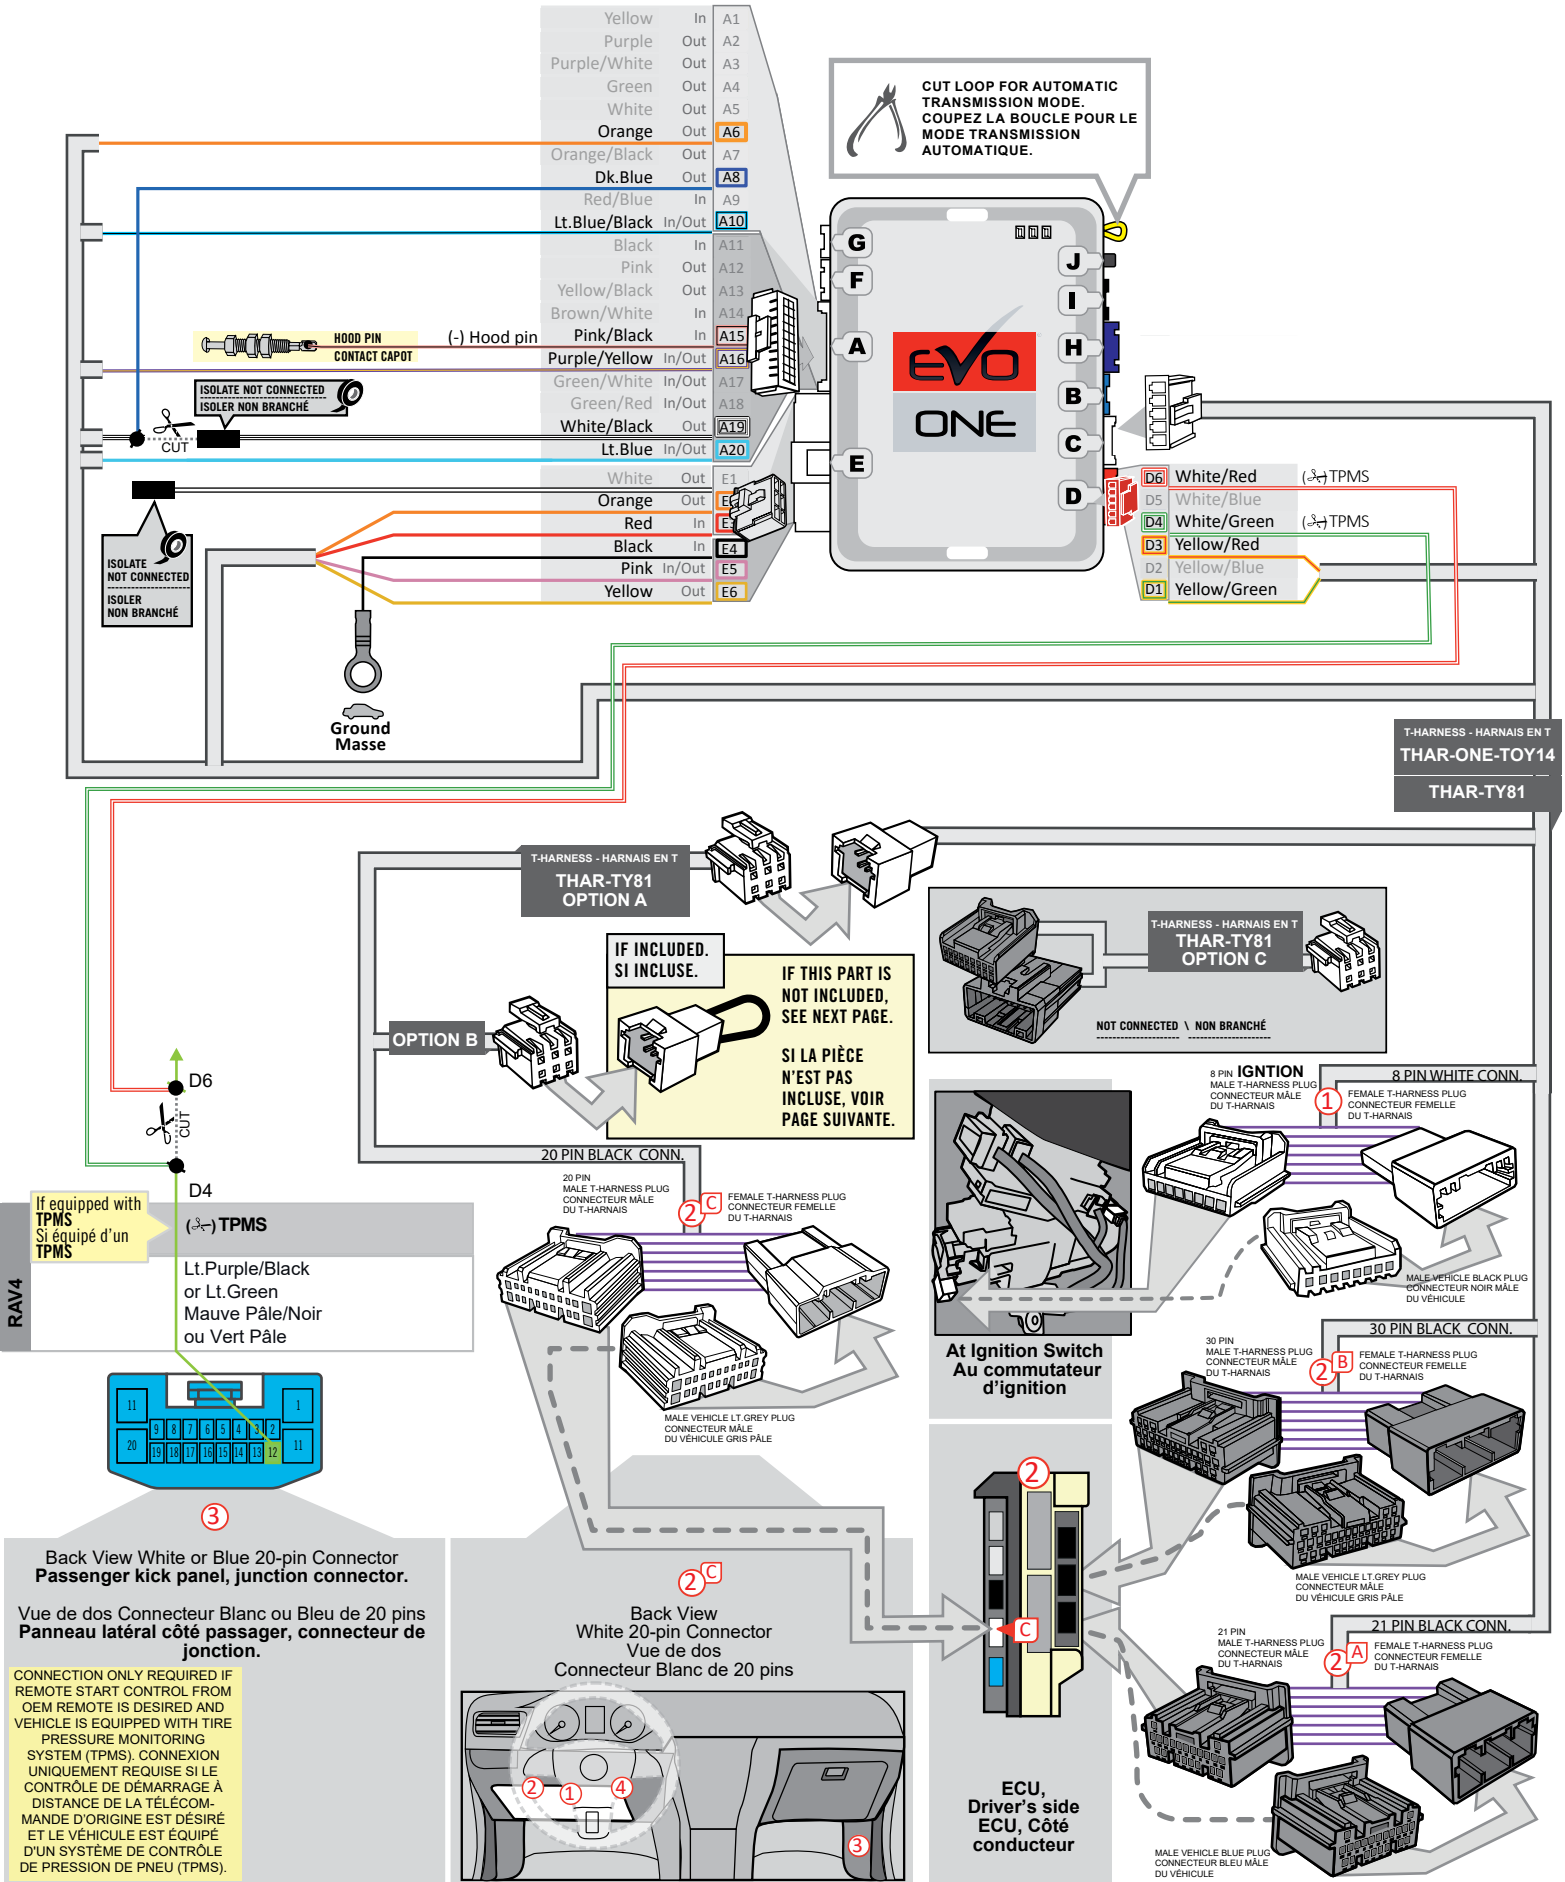 Yellow In A1
Purple Out A2
Purple/White Out A3
Green Out A4
White Out A5
Orange Out A6
Orange/Black Out A7
Dk.Blue Out A8
Red/Blue In A9
Lt.Blue/Black In/Out A10
Black In A11
Pink Out A12
Yellow/Black Out A13
Brown/White In A14
(-) Hood pin Pink/Black In A15
Purple/Yellow In/Out A16
Green/White In/Out A17
Green/Red In/Out A18
White/Black Out A19
Lt.Blue In/Out A20
White Out E1
Orange Out
Red In E3
Black In E4
Pink In/Out E5
Yellow Out E6
HOOD PIN
CONTACT CAPOT
ISOLATE NOT CONNECTED
ISOLER NON BRANCHÉ
CUT
ISOLATE
NOT CONNECTED
ISOLER
NON BRANCHÉ
Ground
Masse
CUT LOOP FOR AUTOMATIC
TRANSMISSION MODE.
COUPEZ LA BOUCLE POUR LE
MODE TRANSMISSION
AUTOMATIQUE.
G
F
A
E
J
I
H
B
C
D
EVO
ONE
D6 White/Red ( ) TPMS
D5 White/Blue
D4 White/Green ( ) TPMS
D3 Yellow/Red
D2 Yellow/Blue
D1 Yellow/Green
T-HARNESS - HARNAIS EN T
THAR-ONE-TOY14
THAR-TY81
T-HARNESS - HARNAIS EN T
THAR-TY81
OPTION A
IF INCLUDED.
SI INCLUSE.
IF THIS PART IS
NOT INCLUDED,
SEE NEXT PAGE.
SI LA PIÈCE
N'EST PAS
INCLUSE, VOIR
PAGE SUIVANTE.
OPTION B
T-HARNESS - HARNAIS EN T
THAR-TY81
OPTION C
NOT CONNECTED \ NON BRANCHÉ
D6
CUT
D4
If equipped with
TPMS
Si équipé d'un
TPMS
( ) TPMS
RAV4
Lt.Purple/Black
or Lt.Green
Mauve Pâle/Noir
ou Vert Pâle
11 1
9 8 7 6 5 4 3 2
20 11
19 18 17 16 15 14 13 12
3
Back View White or Blue 20-pin Connector
Passenger kick panel, junction connector.
Vue de dos Connecteur Blanc ou Bleu de 20 pins
Panneau latéral côté passager, connecteur de
jonction.
CONNECTION ONLY REQUIRED IF
REMOTE START CONTROL FROM
OEM REMOTE IS DESIRED AND
VEHICLE IS EQUIPPED WITH TIRE
PRESSURE MONITORING
SYSTEM (TPMS). CONNEXION
UNIQUEMENT REQUISE SI LE
CONTRÔLE DE DÉMARRAGE À
DISTANCE DE LA TÉLÉCOM-
MANDE D'ORIGINE EST DÉSIRÉ
ET LE VÉHICULE EST ÉQUIPÉ
D'UN SYSTÈME DE CONTRÔLE
DE PRESSION DE PNEU (TPMS).
20 PIN BLACK CONN.
20 PIN
MALE T-HARNESS PLUG
CONNECTEUR MÂLE
DU T-HARNAIS
2 C
FEMALE T-HARNESS PLUG
CONNECTEUR FEMELLE
DU T-HARNAIS
MALE VEHICLE LT.GREY PLUG
CONNECTEUR MÂLE
DU VÉHICULE GRIS PÂLE
2 C
Back View
White 20-pin Connector
Vue de dos
Connecteur Blanc de 20 pins
2 1 4
3
At Ignition Switch
Au commutateur
d'ignition
8 PIN IGNTION
MALE T-HARNESS PLUG
CONNECTEUR MÂLE
DU T-HARNAIS
8 PIN WHITE CONN.
1
FEMALE T-HARNESS PLUG
CONNECTEUR FEMELLE
DU T-HARNAIS
MALE VEHICLE BLACK PLUG
CONNECTEUR NOIR MÂLE
DU VÉHICULE
30 PIN BLACK CONN.
30 PIN
MALE T-HARNESS PLUG
CONNECTEUR MÂLE
DU T-HARNAIS
2 B
FEMALE T-HARNESS PLUG
CONNECTEUR FEMELLE
DU T-HARNAIS
MALE VEHICLE LT.GREY PLUG
CONNECTEUR MÂLE
DU VÉHICULE GRIS PÂLE
2
C
ECU,
Driver's side
ECU, Côté
conducteur
21 PIN BLACK CONN.
21 PIN
MALE T-HARNESS PLUG
CONNECTEUR MÂLE
DU T-HARNAIS
2 A
FEMALE T-HARNESS PLUG
CONNECTEUR FEMELLE
DU T-HARNAIS
MALE VEHICLE BLUE PLUG
CONNECTEUR BLEU MÂLE
DU VÉHICULE